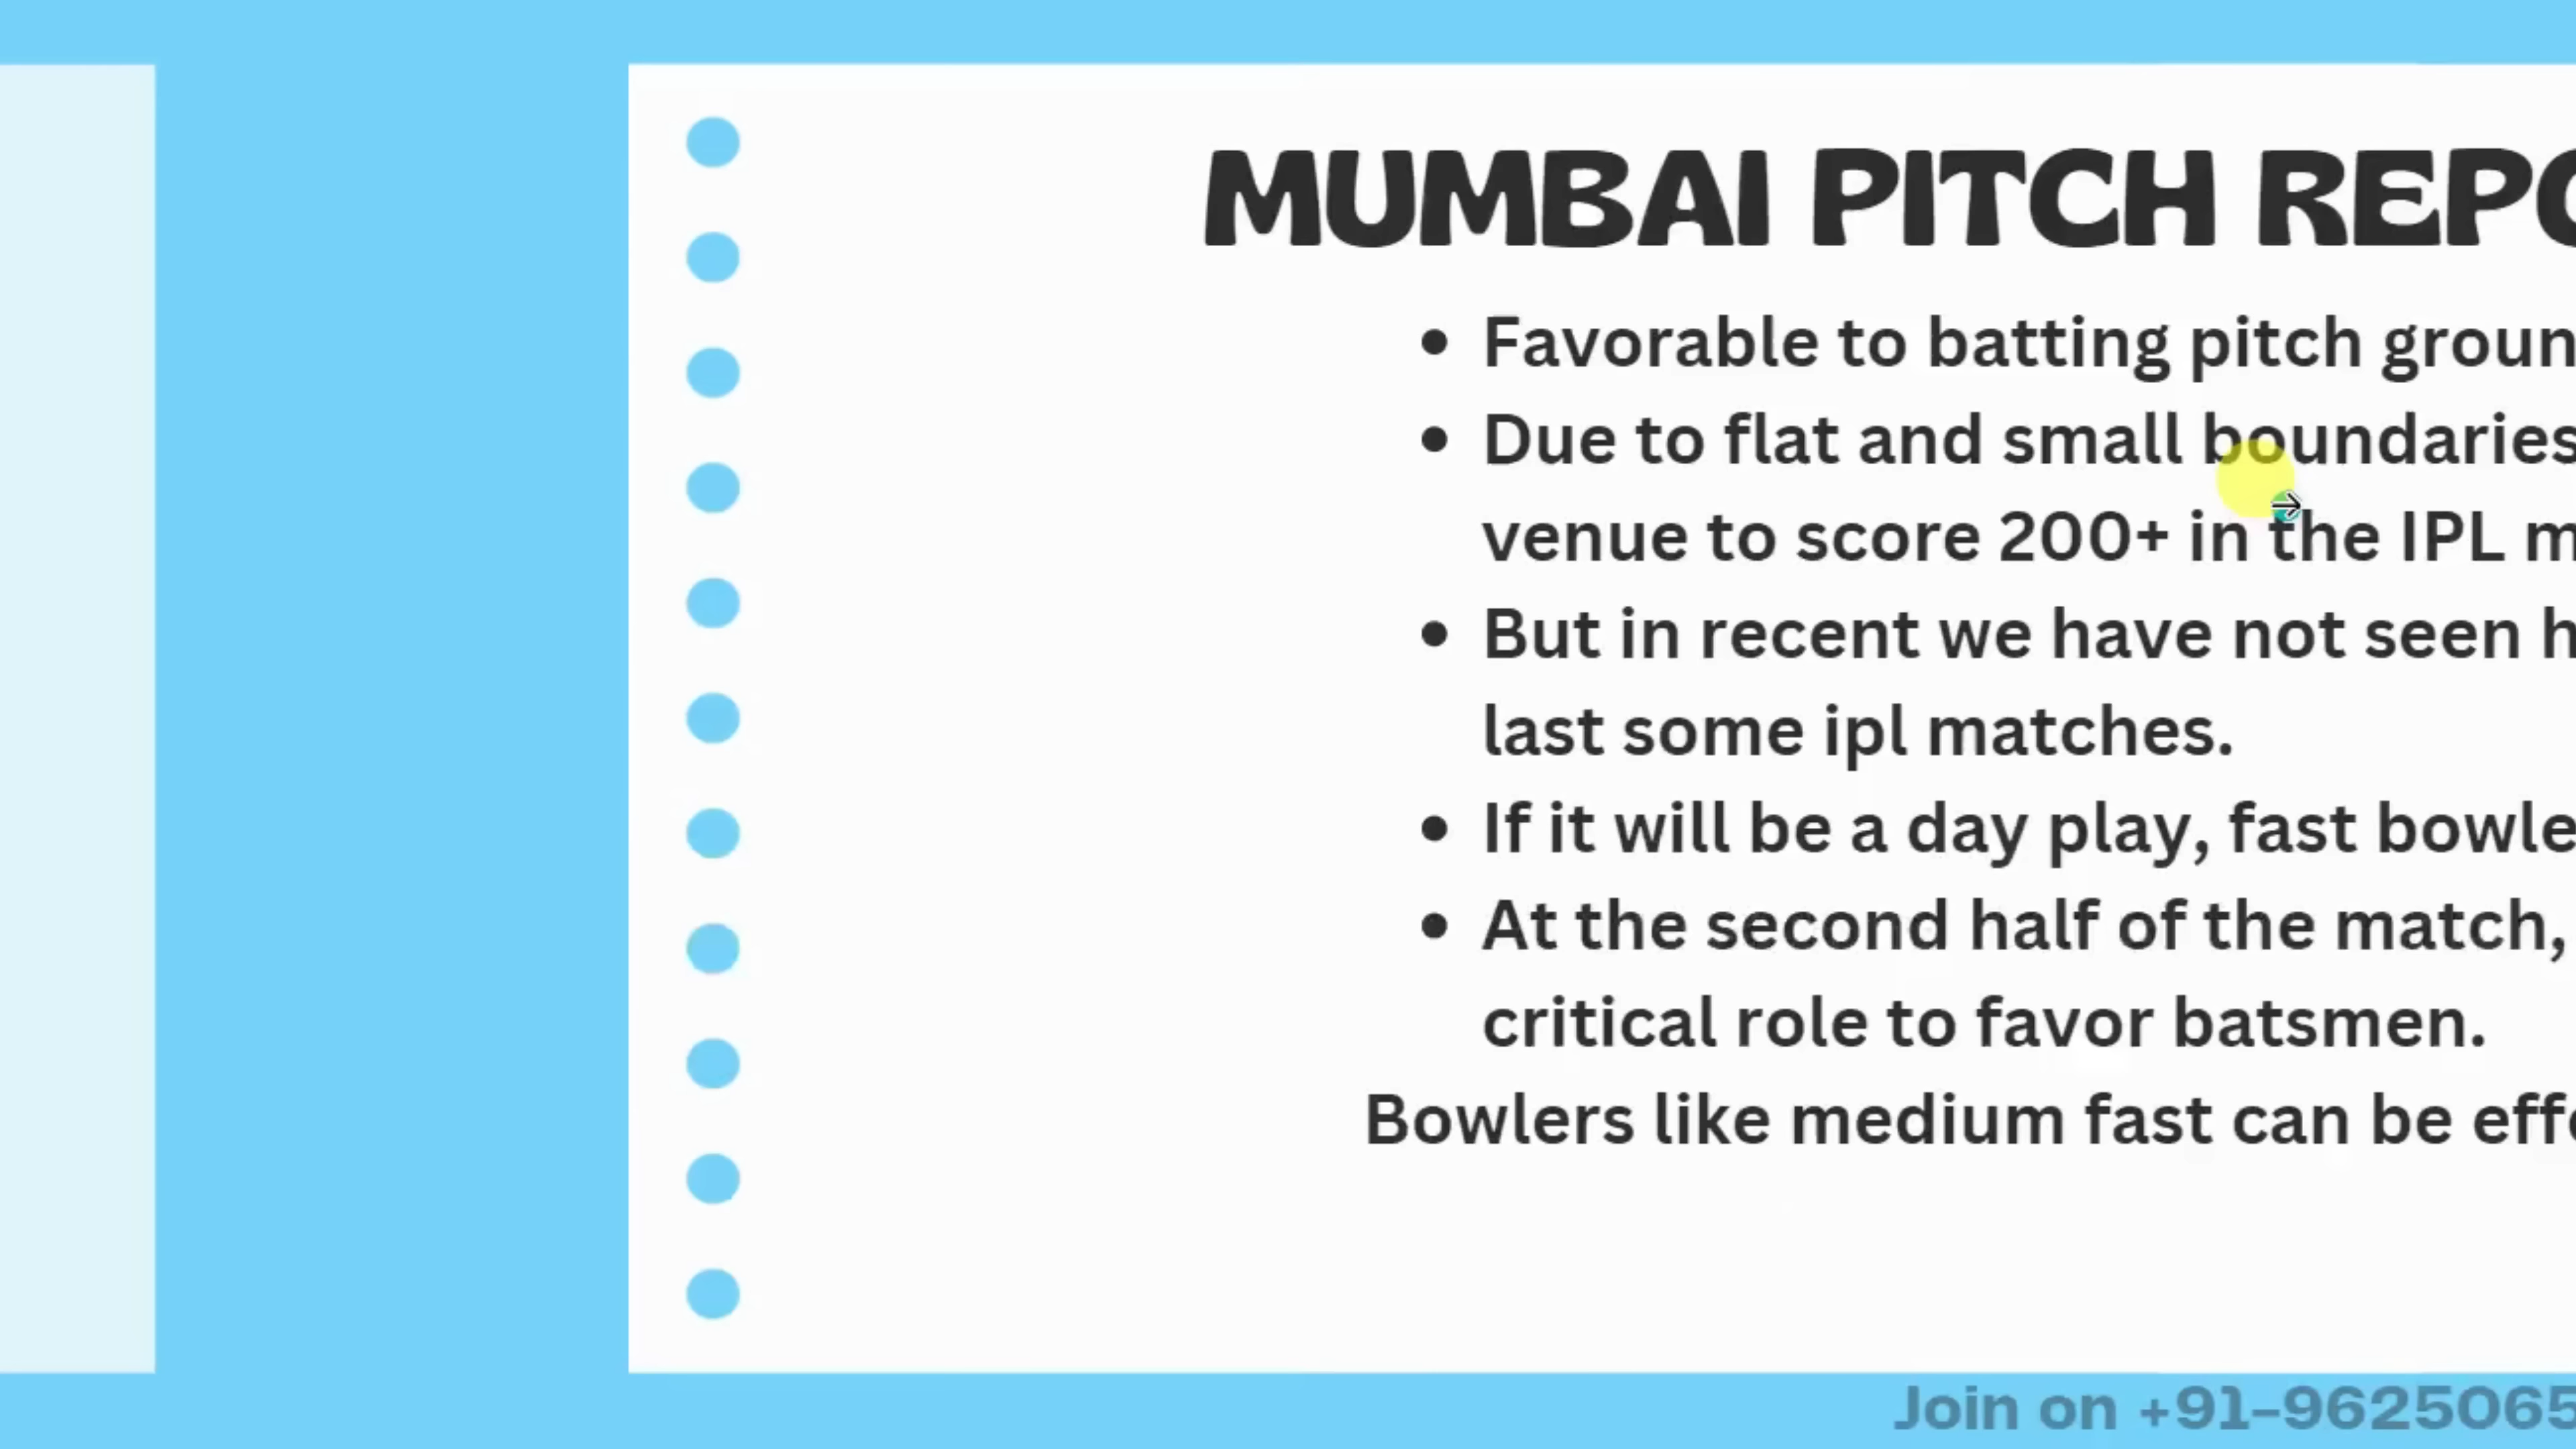 MUMBAI PITCH REPO
• Favorable to batting pitch groun
• Due to flat and small boundaries
venue to score 200+ in the IPL m
• But in recent we have not seen h
last some ipl matches.
• If it will be a day play, fast bowle
• At the second half of the match,
critical role to favor batsmen.
Bowlers like medium fast can be effe
Join on +91-9625065